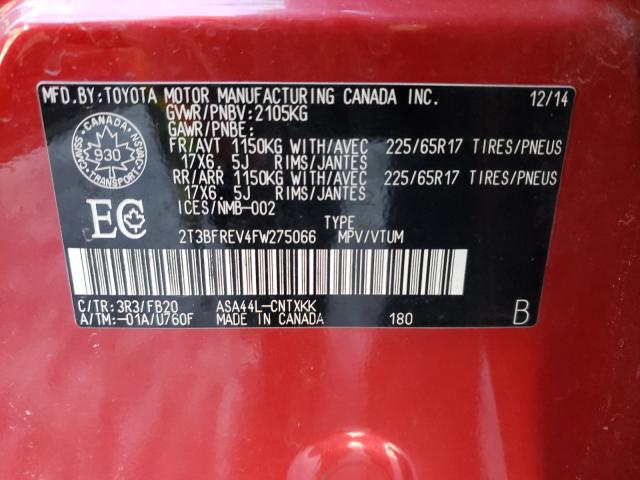 MFD.BY:TOYOTA MOTOR MANUFACTURING CANADA INC. 12/14
GVWR/PNBV:2105KG
GAWR/PNBE:
FR/AVT 1150KG WITH/AVEC 225/65R17 TIRES/PNEUS
17X6.5J RIMS/JANTES
RR/ARR 1150KG WITH/AVEC 225/65R17 TIRES/PNEUS
17X6.5J RIMS/JANTES
ICES/NMB-002
CANADA
930
TRANSPORT
EC
TYPE
2T3BFREV4FW275066 MPV/VTUM
C/TR:3R3/FB20 ASA44L-CNTXKK
A/TM:-01A/U760F MADE IN CANADA 180 B